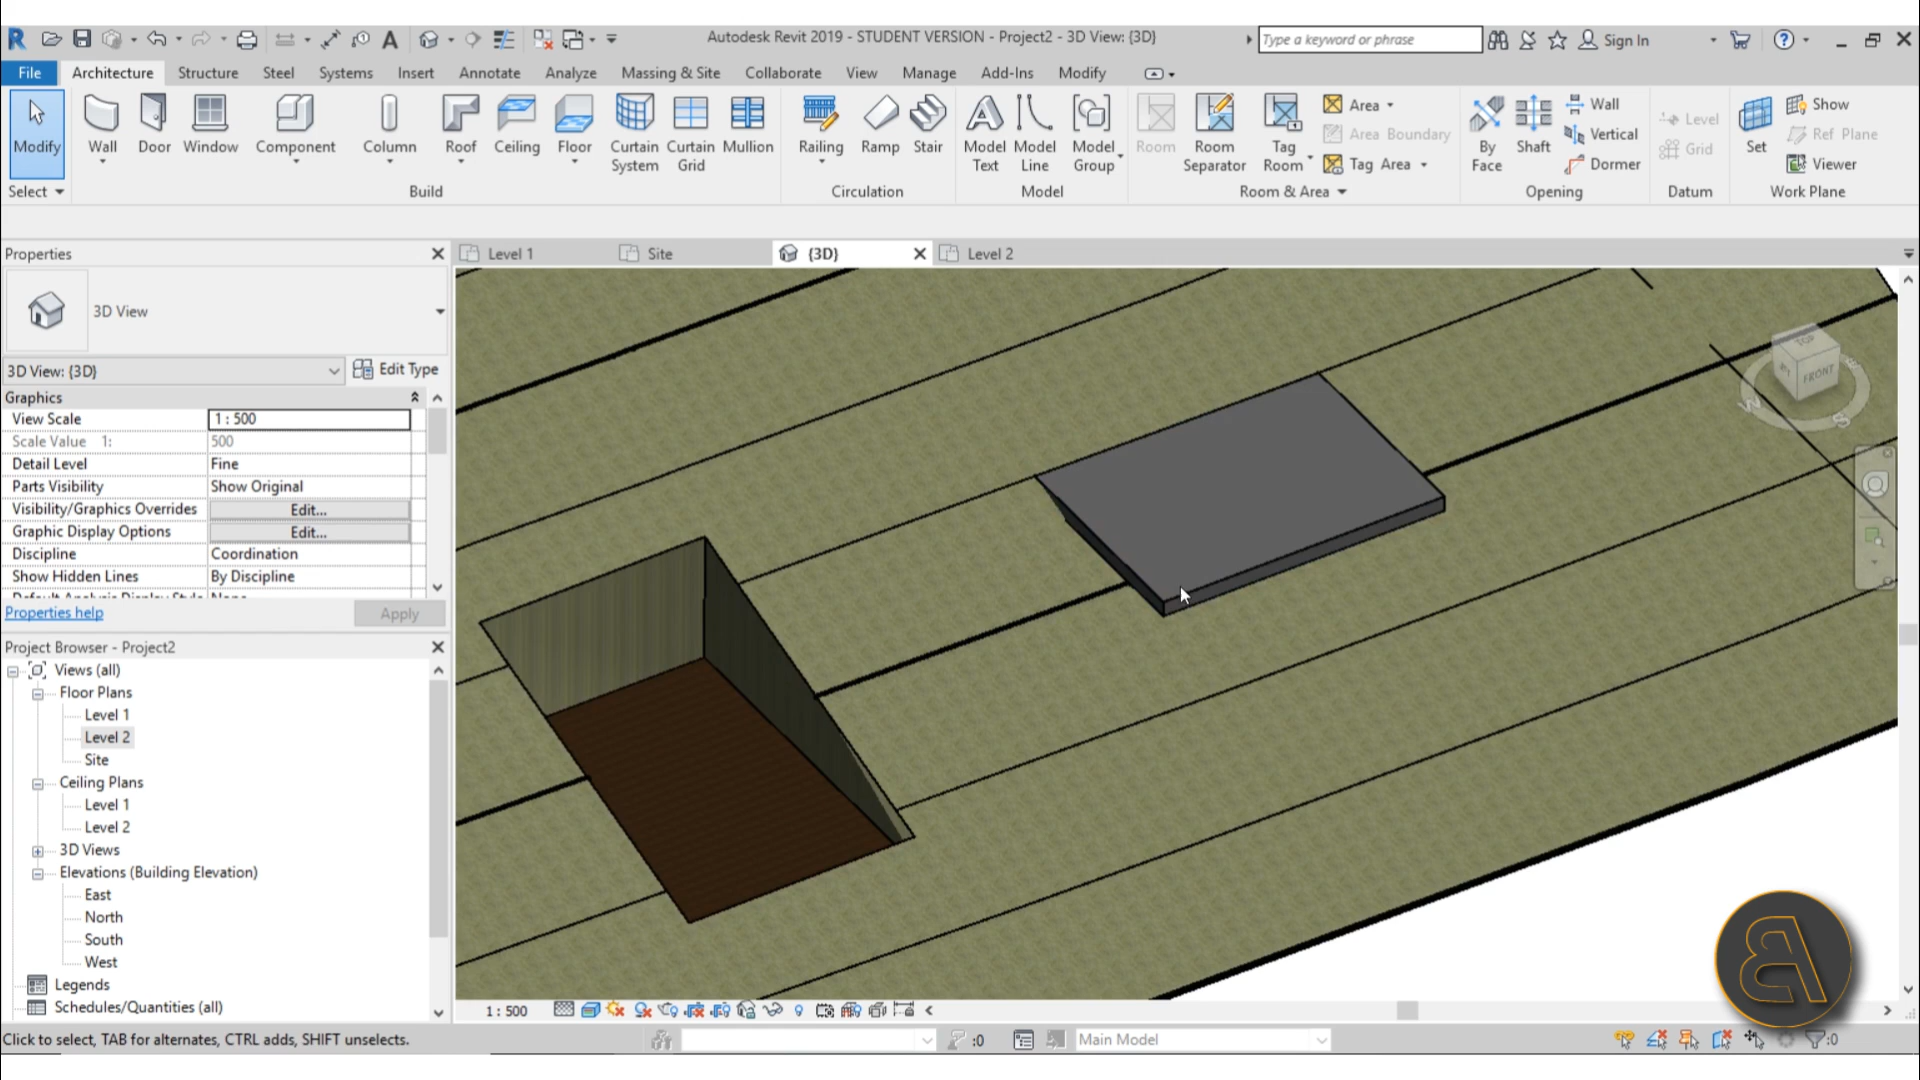 Autodesk Revit 2019 - STUDENT VERSION - Project2 - 3D View: {3D}
Type a keyword or phrase
Sign In
File Architecture Structure Steel Systems Insert Annotate Analyze Massing & Site Collaborate View Manage Add-Ins Modify
Modify Wall Door Window Component Column Roof Ceiling Floor Curtain System Curtain Grid Mullion Railing Ramp Stair Model Text Model Line Model Group Room Room Separator Tag Room
Area
Area Boundary
Tag Area
By Face Shaft
Wall
Vertical
Dormer
Level
Grid
Set
Show
Ref Plane
Viewer
Select Build Circulation Model Room & Area Opening Datum Work Plane
Properties
Level 1 Site {3D} Level 2
3D View
3D View: {3D} Edit Type
Graphics
View Scale 1 : 500
Scale Value 1: 500
Detail Level Fine
Parts Visibility Show Original
Visibility/Graphics Overrides Edit...
Graphic Display Options Edit...
Discipline Coordination
Show Hidden Lines By Discipline
Default Analysis Display Style None
Properties help Apply
Project Browser - Project2
Views (all)
Floor Plans
Level 1
Level 2
Site
Ceiling Plans
Level 1
Level 2
3D Views
Elevations (Building Elevation)
East
North
South
West
Legends
Schedules/Quantities (all)
TOP
FRONT
W
S
1 : 500
Click to select, TAB for alternates, CTRL adds, SHIFT unselects.
:0
Main Model
:0